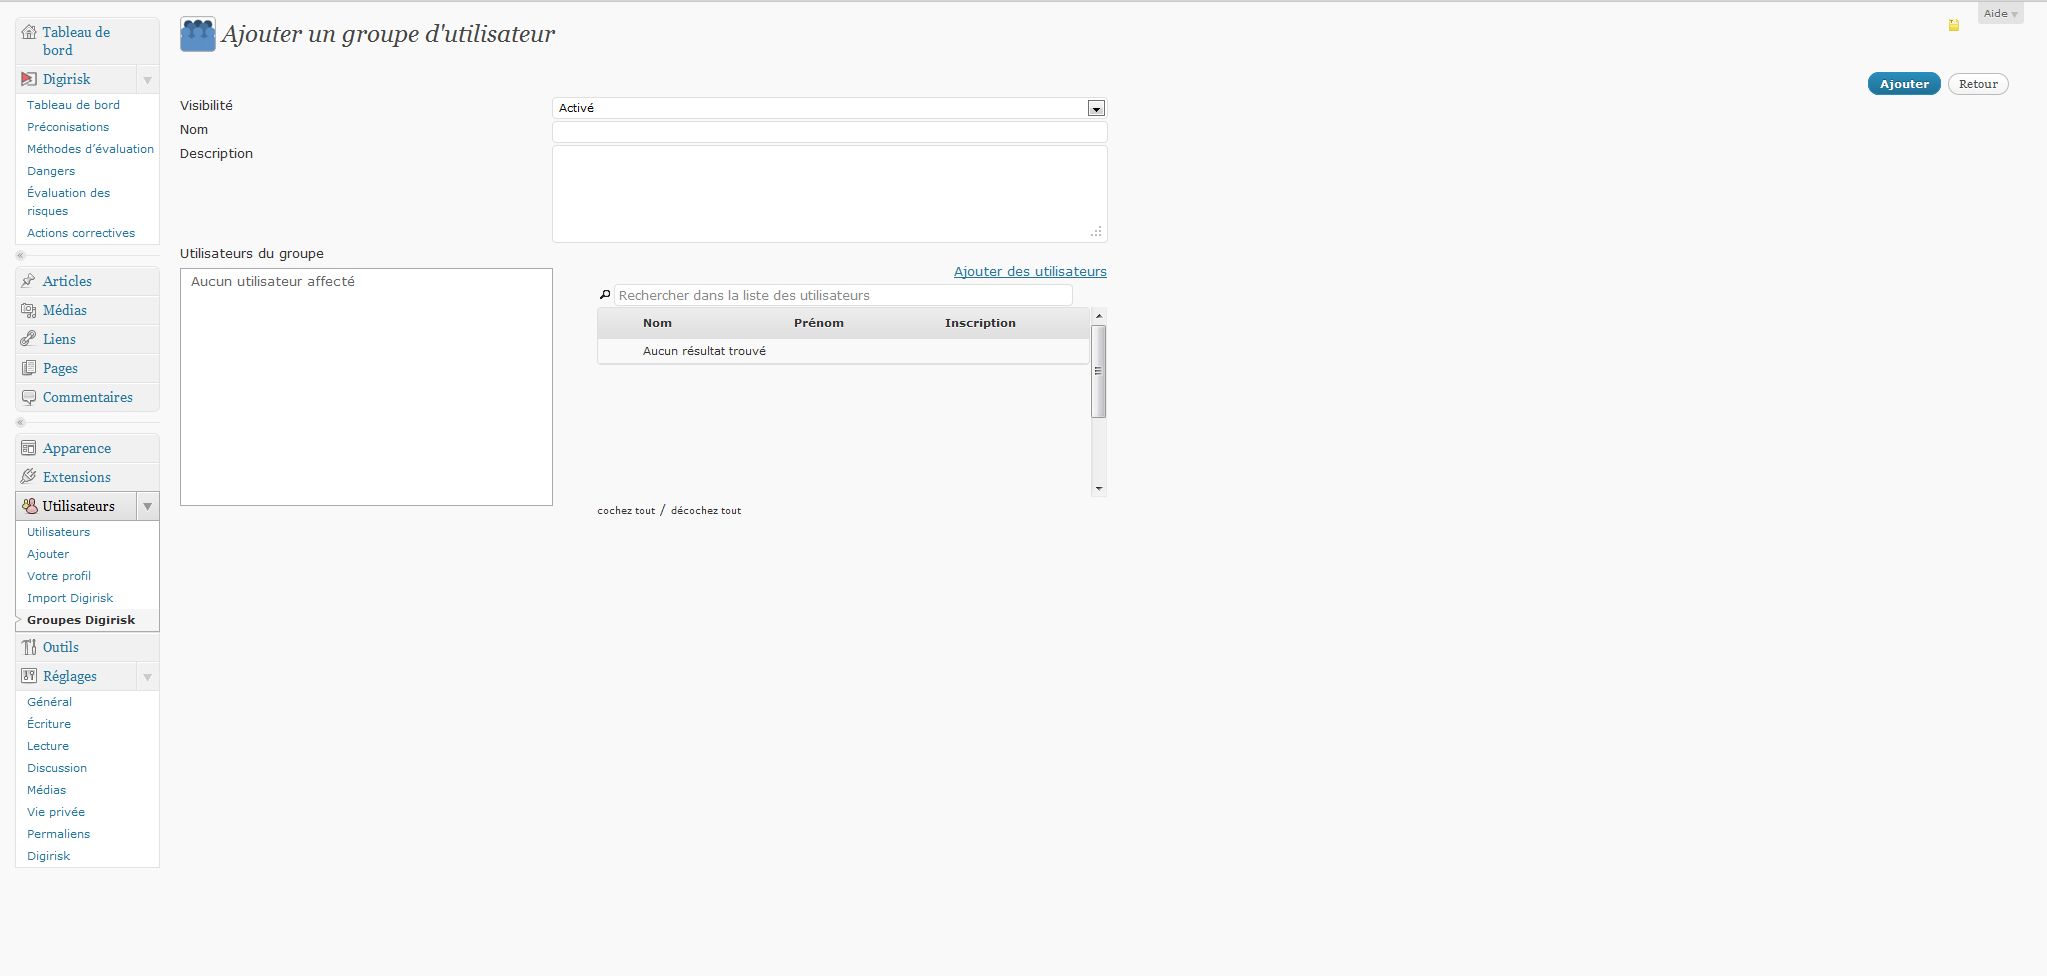 Aide
Ajouter un groupe d'utilisateur
Ajouter
Retour
Tableau de
bord
Digirisk
Tableau de bord
Préconisations
Méthodes d’évaluation
Dangers
Évaluation des
risques
Actions correctives
Articles
Médias
Liens
Pages
Commentaires
Apparence
Extensions
Utilisateurs
Utilisateurs
Ajouter
Votre profil
Import Digirisk
Groupes Digirisk
Outils
Réglages
Général
Écriture
Lecture
Discussion
Médias
Vie privée
Permaliens
Digirisk
Visibilité
Activé
Nom
Description
Utilisateurs du groupe
Aucun utilisateur affecté
Ajouter des utilisateurs
Rechercher dans la liste des utilisateurs
Nom Prénom Inscription
Aucun résultat trouvé
cochez tout / décochez tout